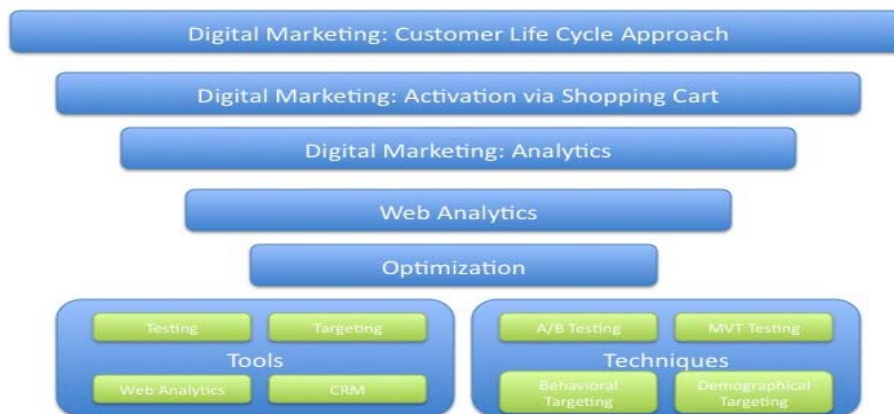 Digital Marketing: Customer Life Cycle Approach
Digital Marketing: Activation via Shopping Cart
Digital Marketing: Analytics
Web Analytics
Optimization
Testing
Targeting
Tools
Web Analytics
CRM
A/B Testing
MVT Testing
Techniques
Behavioral
Targeting
Demographical
Targeting